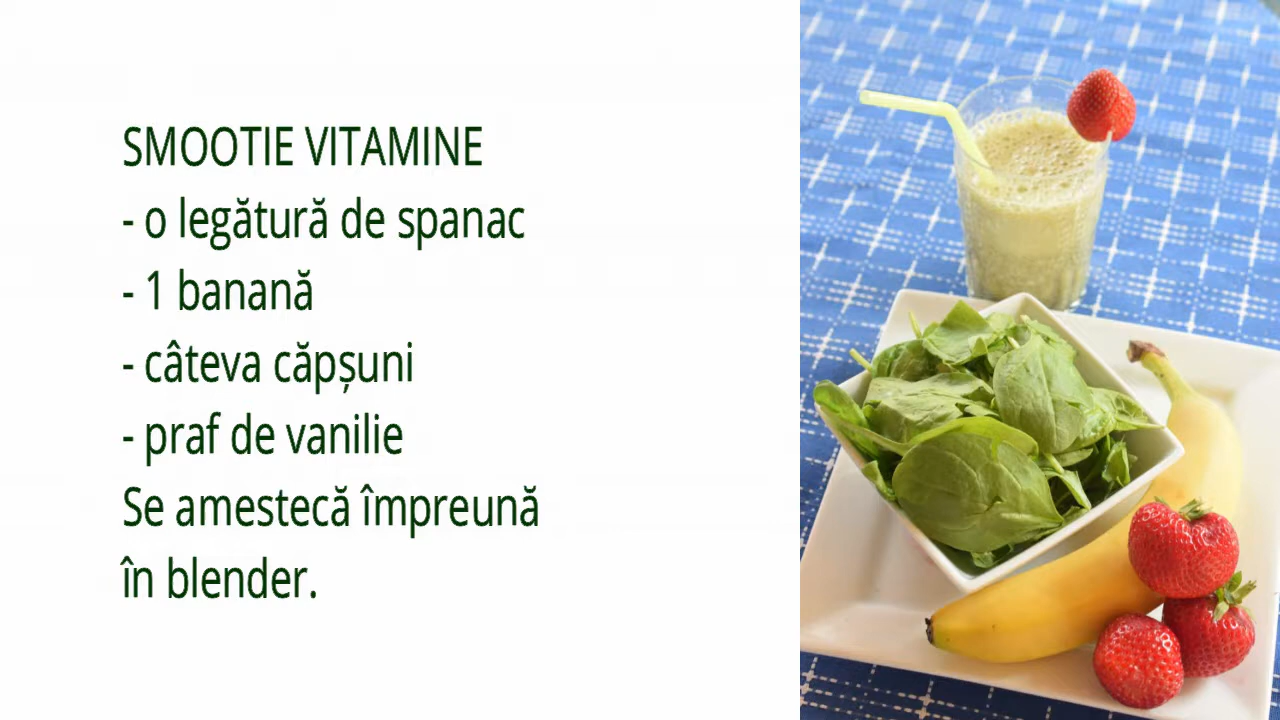 SMOOTIE VITAMINE
- o legătură de spanac
- 1 banană
- câteva căpșuni
- praf de vanilie
Se amestecă împreună
în blender.